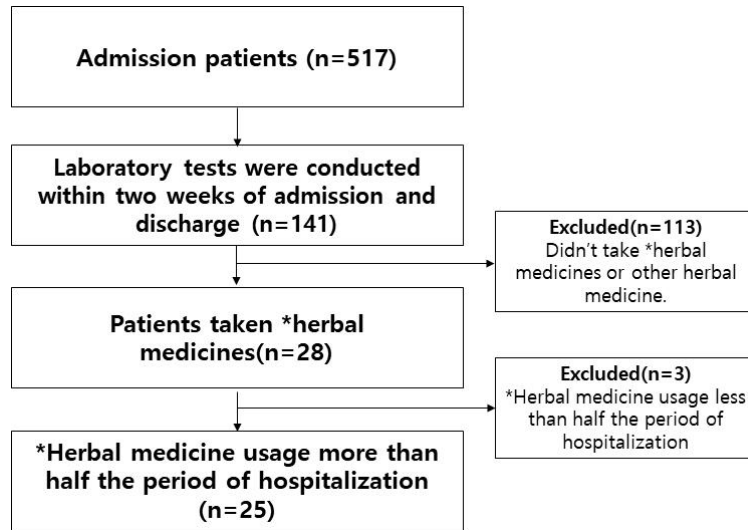 Admission patients (n=517)
Laboratory tests were conducted
within two weeks of admission and
discharge (n=141)
Excluded(n=113)
Didn't take *herbal
medicines or other herbal
medicine.
Patients taken *herbal
medicines(n=28)
Excluded(n=3)
*Herbal medicine usage less
than half the period of
hospitalization
*Herbal medicine usage more than
half the period of hospitalization
(n=25)